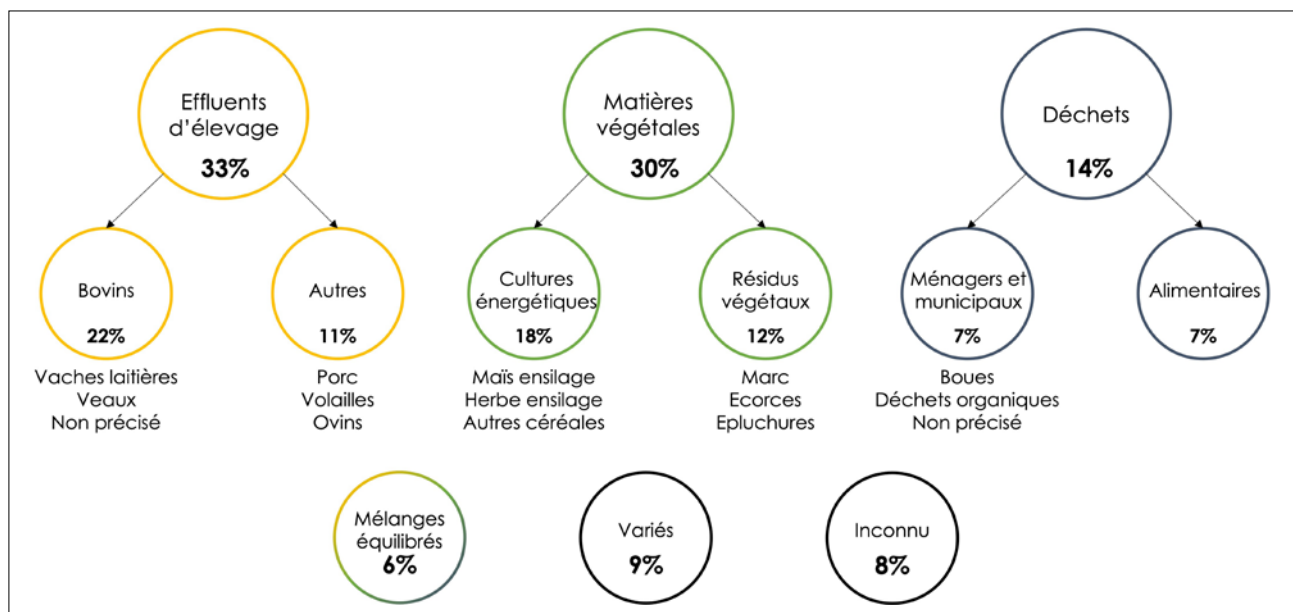 Effluents
d'élevage
33%
Matières
végétales
30%
Déchets
14%
Bovins
22%
Autres
11%
Cultures
énergétiques
18%
Résidus
végétaux
12%
Ménagers et
municipaux
7%
Alimentaires
7%
Vaches laitières
Veaux
Non précisé
Porc
Volailles
Ovins
Maïs ensilage
Herbe ensilage
Autres céréales
Marc
Ecorces
Epluchures
Boues
Déchets organiques
Non précisé
Mélanges
équilibrés
6%
Variés
9%
Inconnu
8%